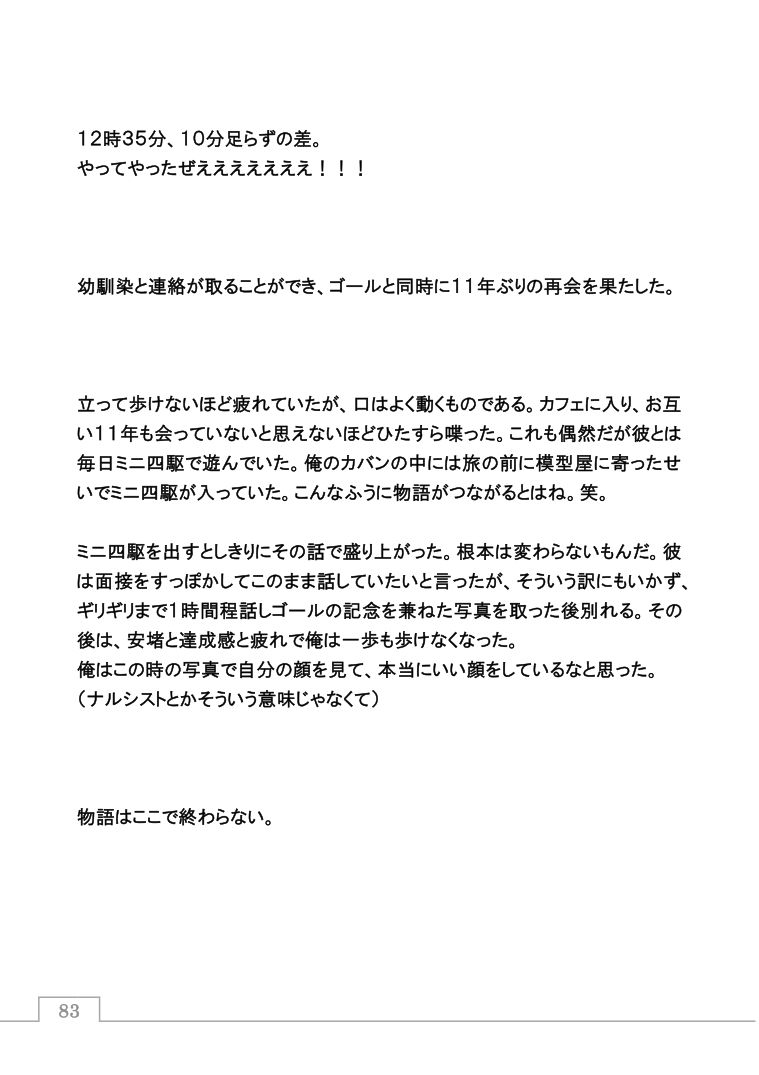 12時35分、10分足らずの差。
やってやったぜえええええええ！！！
幼馴染と連絡が取ることができ、ゴールと同時に11年ぶりの再会を果たした。
立って歩けないほど疲れていたが、口はよく動くものである。カフェに入り、お互
い11年も会っていないと思えないほどひたすら喋った。これも偶然だが彼とは
毎日ミニ四駆で遊んでいた。俺のカバンの中には旅の前に模型屋に寄ったせ
いでミニ四駆が入っていた。こんなふうに物語がつながるとはね。笑。
ミニ四駆を出すとしきりにその話で盛り上がった。根本は変わらないもんだ。彼
は面接をすっぽかしてこのまま話していたいと言ったが、そういう訳にもいかず、
ギリギリまで1時間程話しゴールの記念を兼ねた写真を取った後別れる。その
後は、安堵と達成感と疲れで俺は一歩も歩けなくなった。
俺はこの時の写真で自分の顔を見て、本当にいい顔をしているなと思った。
（ナルシストとかそういう意味じゃなくて）
物語はここで終わらない。
83